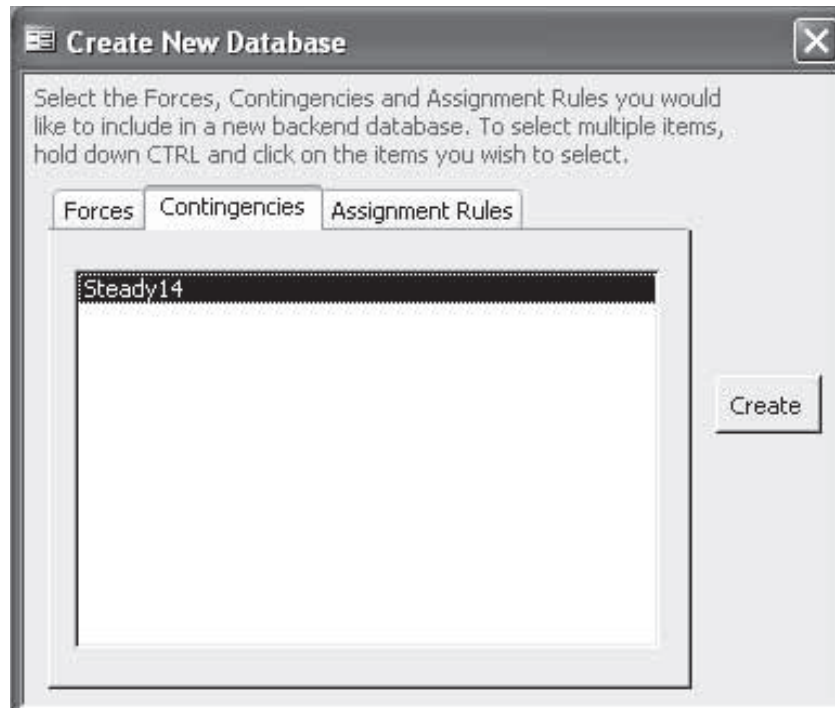 Create New Database
Select the Forces, Contingencies and Assignment Rules you would
like to include in a new backend database. To select multiple items,
hold down CTRL and click on the items you wish to select.
Forces Contingencies Assignment Rules
Steady14
Create